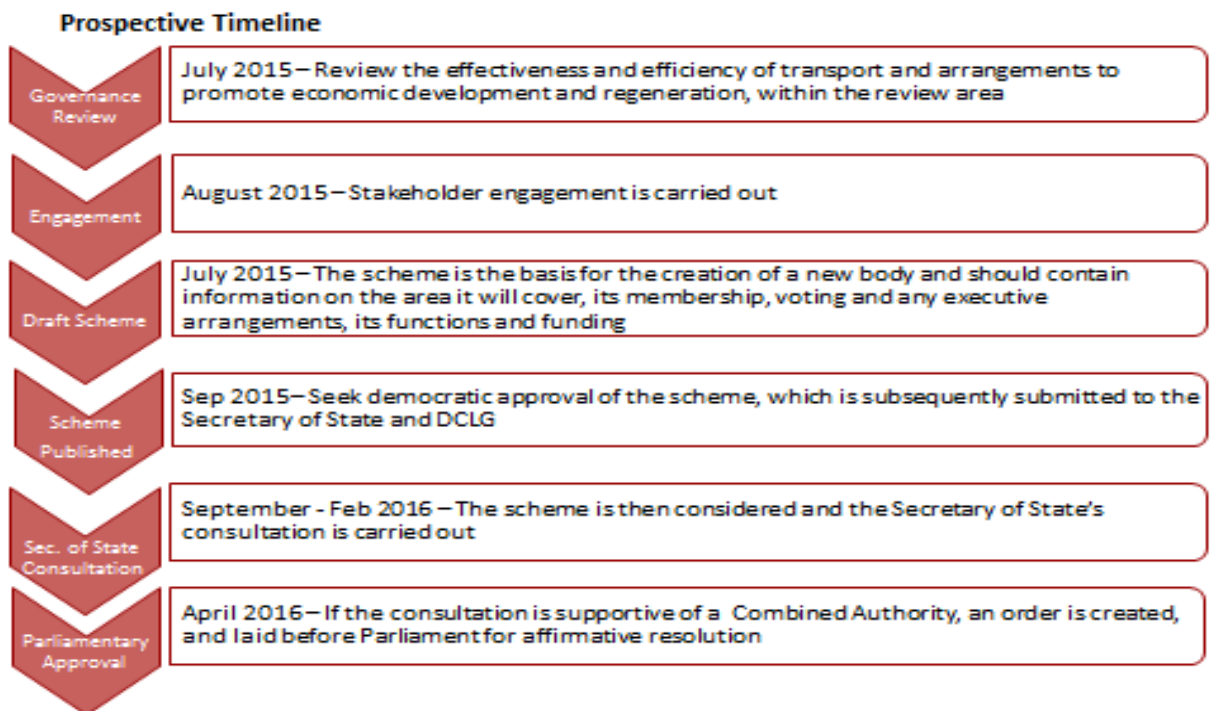 Prospective Timeline
Governance
Review
July 2015 – Review the effectiveness and efficiency of transport and arrangements to
promote economic development and regeneration, within the review area
Engagement
August 2015 – Stakeholder engagement is carried out
Draft Scheme
July 2015 – The scheme is the basis for the creation of a new body and should contain
information on the area it will cover, its membership, voting and any executive
arrangements, its functions and funding
Scheme
Published
Sep 2015 – Seek democratic approval of the scheme, which is subsequently submitted to the
Secretary of State and DCLG
Sec. of State
Consultation
September - Feb 2016 – The scheme is then considered and the Secretary of State's
consultation is carried out
Parliamentary
Approval
April 2016 – If the consultation is supportive of a Combined Authority, an order is created,
and laid before Parliament for affirmative resolution